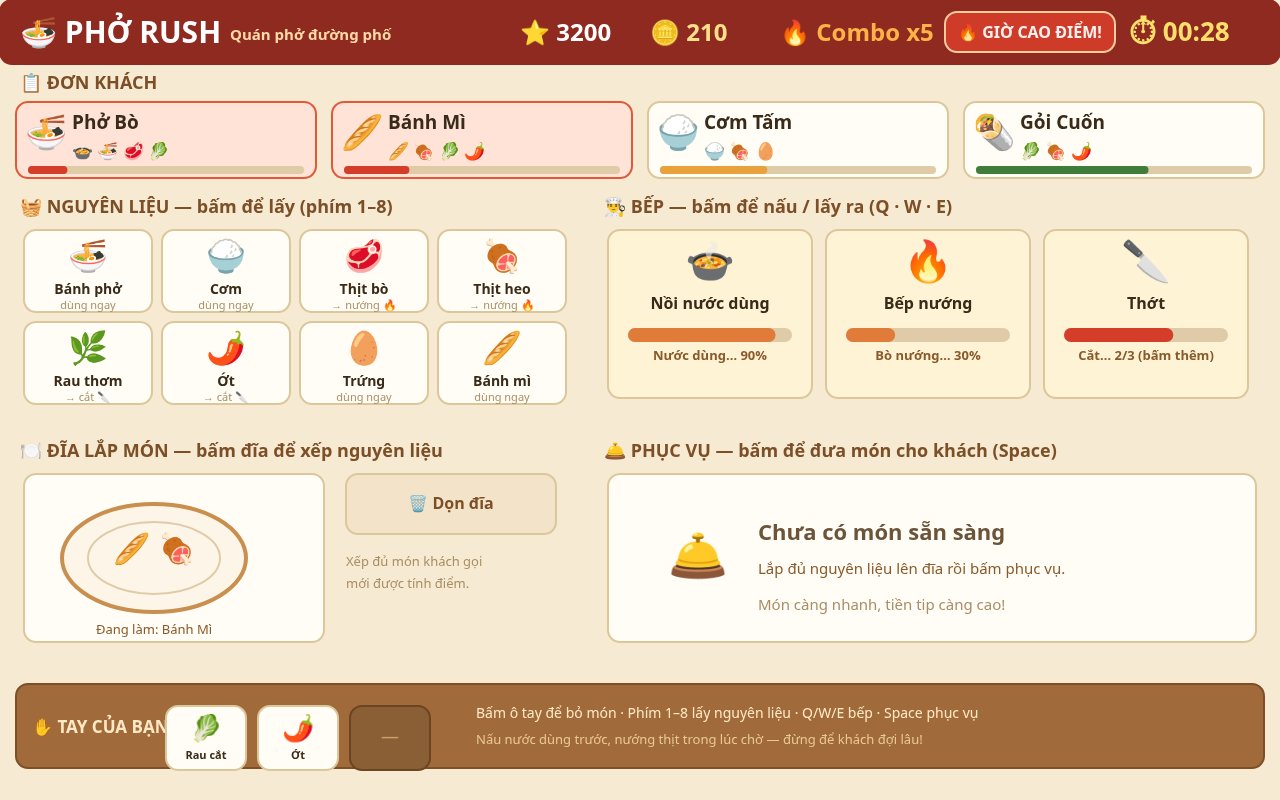 PHỞ RUSH Quán phở đường phố 3200 210 Combo x5 GIỜ CAO ĐIỂM! 00:28
ĐƠN KHÁCH
Phở Bò
Bánh Mì
Cơm Tấm
Gỏi Cuốn
NGUYÊN LIỆU — bấm để lấy (phím 1–8)
Bánh phở
dùng ngay
Cơm
dùng ngay
Thịt bò
→ nướng
Thịt heo
→ nướng
Rau thơm
→ cắt
Ớt
→ cắt
Trứng
dùng ngay
Bánh mì
dùng ngay
BẾP — bấm để nấu / lấy ra (Q · W · E)
Nồi nước dùng
Nước dùng... 90%
Bếp nướng
Bò nướng... 30%
Thớt
Cắt... 2/3 (bấm thêm)
ĐĨA LẮP MÓN — bấm đĩa để xếp nguyên liệu
Đang làm: Bánh Mì
Dọn đĩa
Xếp đủ món khách gọi
mới được tính điểm.
PHỤC VỤ — bấm để đưa món cho khách (Space)
Chưa có món sẵn sàng
Lắp đủ nguyên liệu lên đĩa rồi bấm phục vụ.
Món càng nhanh, tiền tip càng cao!
TAY CỦA BẠN
Rau cắt
Ớt
—
Bấm ô tay để bỏ món · Phím 1–8 lấy nguyên liệu · Q/W/E bếp · Space phục vụ
Nấu nước dùng trước, nướng thịt trong lúc chờ — đừng để khách đợi lâu!